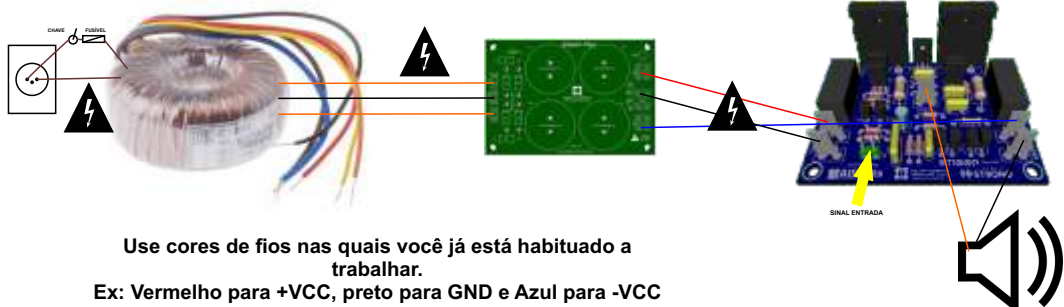 CHAVE
FUSÍVEL
SINAL ENTRADA
Use cores de fios nas quais você já está habituado a
trabalhar.
Ex: Vermelho para +VCC, preto para GND e Azul para -VCC